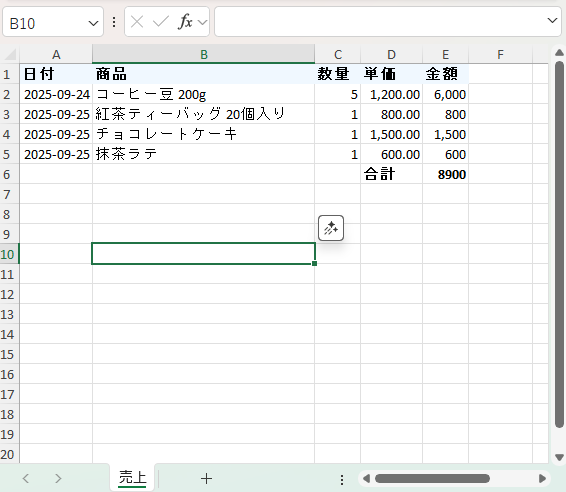 B10 fx
A B C D E F
1 日付 商品 数量 単価 金額
2 2025-09-24 コーヒー豆 200g 5 1,200.00 6,000
3 2025-09-25 紅茶ティーバッグ 20個入り 1 800.00 800
4 2025-09-25 チョコレートケーキ 1 1,500.00 1,500
5 2025-09-25 抹茶ラテ 1 600.00 600
6 合計 8900
7
8
9
10
11
12
13
14
15
16
17
18
19
20
売上